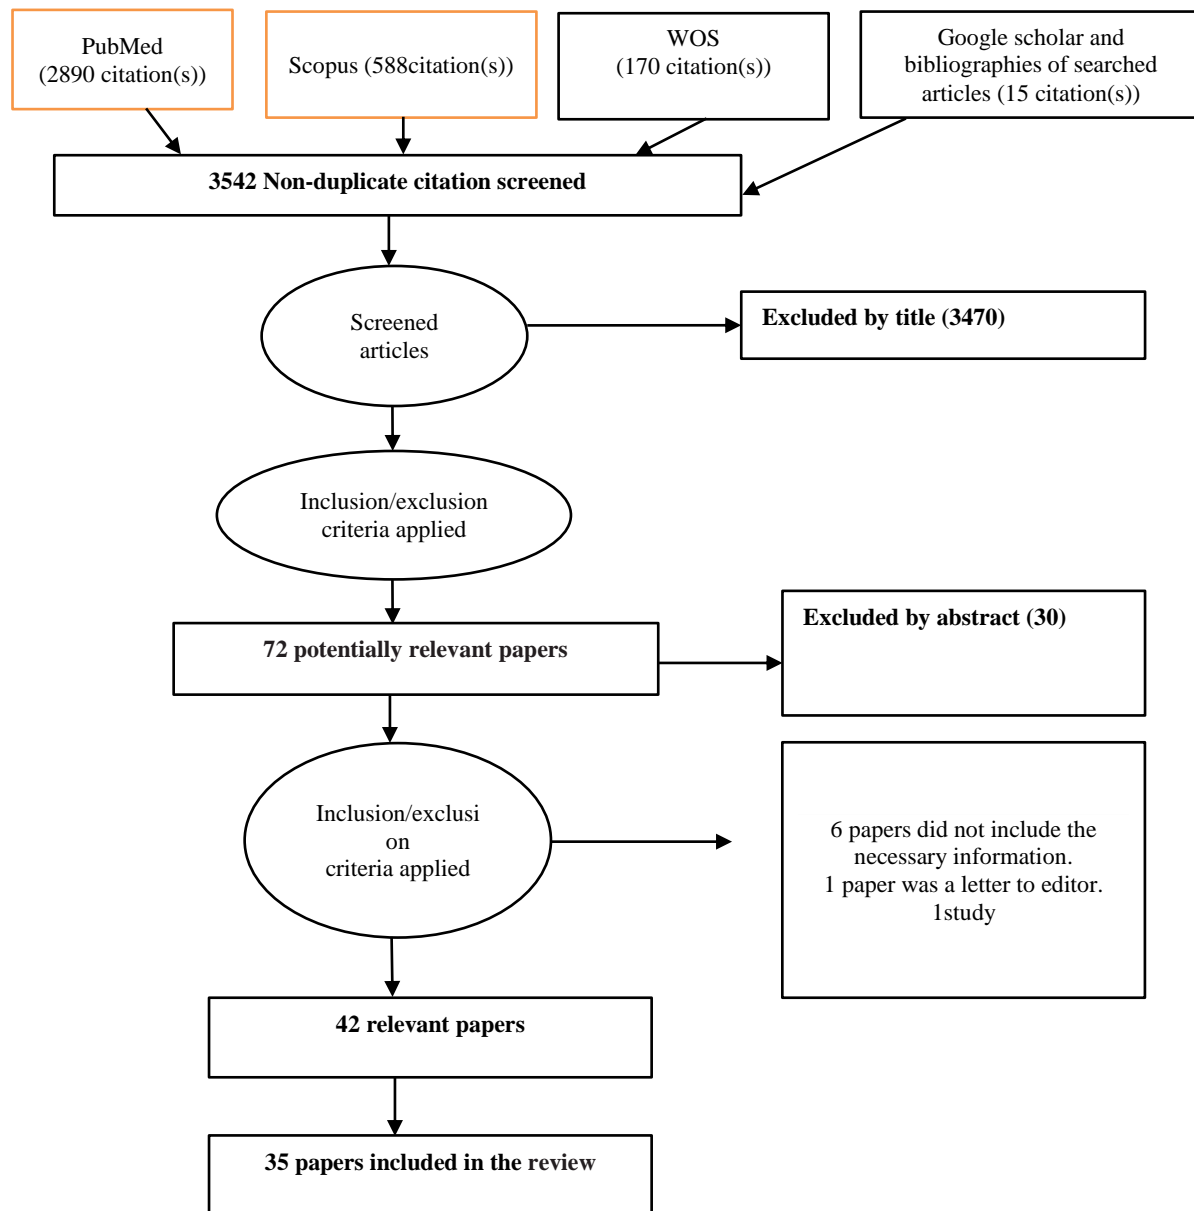 PubMed
(2890 citation(s))
Scopus (588citation(s))
WOS
(170 citation(s))
Google scholar and
bibliographies of searched
articles (15 citation(s))
3542 Non-duplicate citation screened
Screened
articles
Excluded by title (3470)
Inclusion/exclusion
criteria applied
72 potentially relevant papers
Excluded by abstract (30)
Inclusion/exclusi
on
criteria applied
6 papers did not include the
necessary information.
1 paper was a letter to editor.
1study
42 relevant papers
35 papers included in the review